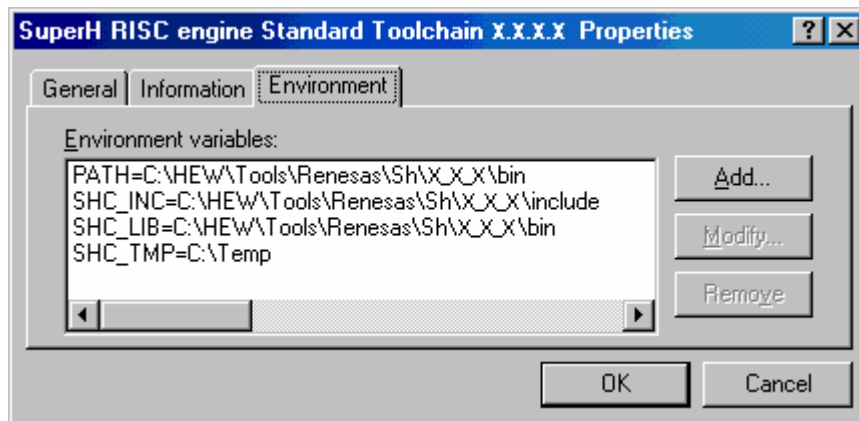 SuperH RISC engine Standard Toolchain X.X.X.X Properties
General Information Environment
Environment variables:
PATH=C:\HEW\Tools\Renesas\Sh\X_X_X\bin
SHC_INC=C:\HEW\Tools\Renesas\Sh\X_X_X\include
SHC_LIB=C:\HEW\Tools\Renesas\Sh\X_X_X\bin
SHC_TMP=C:\Temp
Add...
Modify...
Remove
OK Cancel